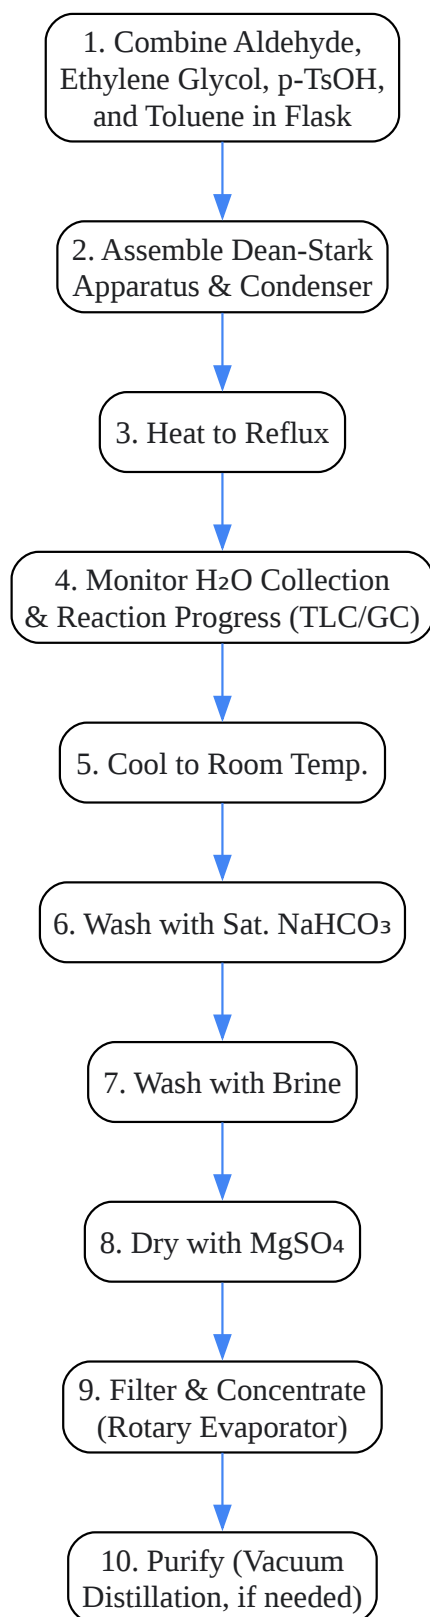 1. Combine Aldehyde,
Ethylene Glycol, p-TsOH,
and Toluene in Flask
2. Assemble Dean-Stark
Apparatus & Condenser
3. Heat to Reflux
4. Monitor H₂O Collection
& Reaction Progress (TLC/GC)
5. Cool to Room Temp.
6. Wash with Sat. NaHCO₃
7. Wash with Brine
8. Dry with MgSO₄
9. Filter & Concentrate
(Rotary Evaporator)
10. Purify (Vacuum
Distillation, if needed)